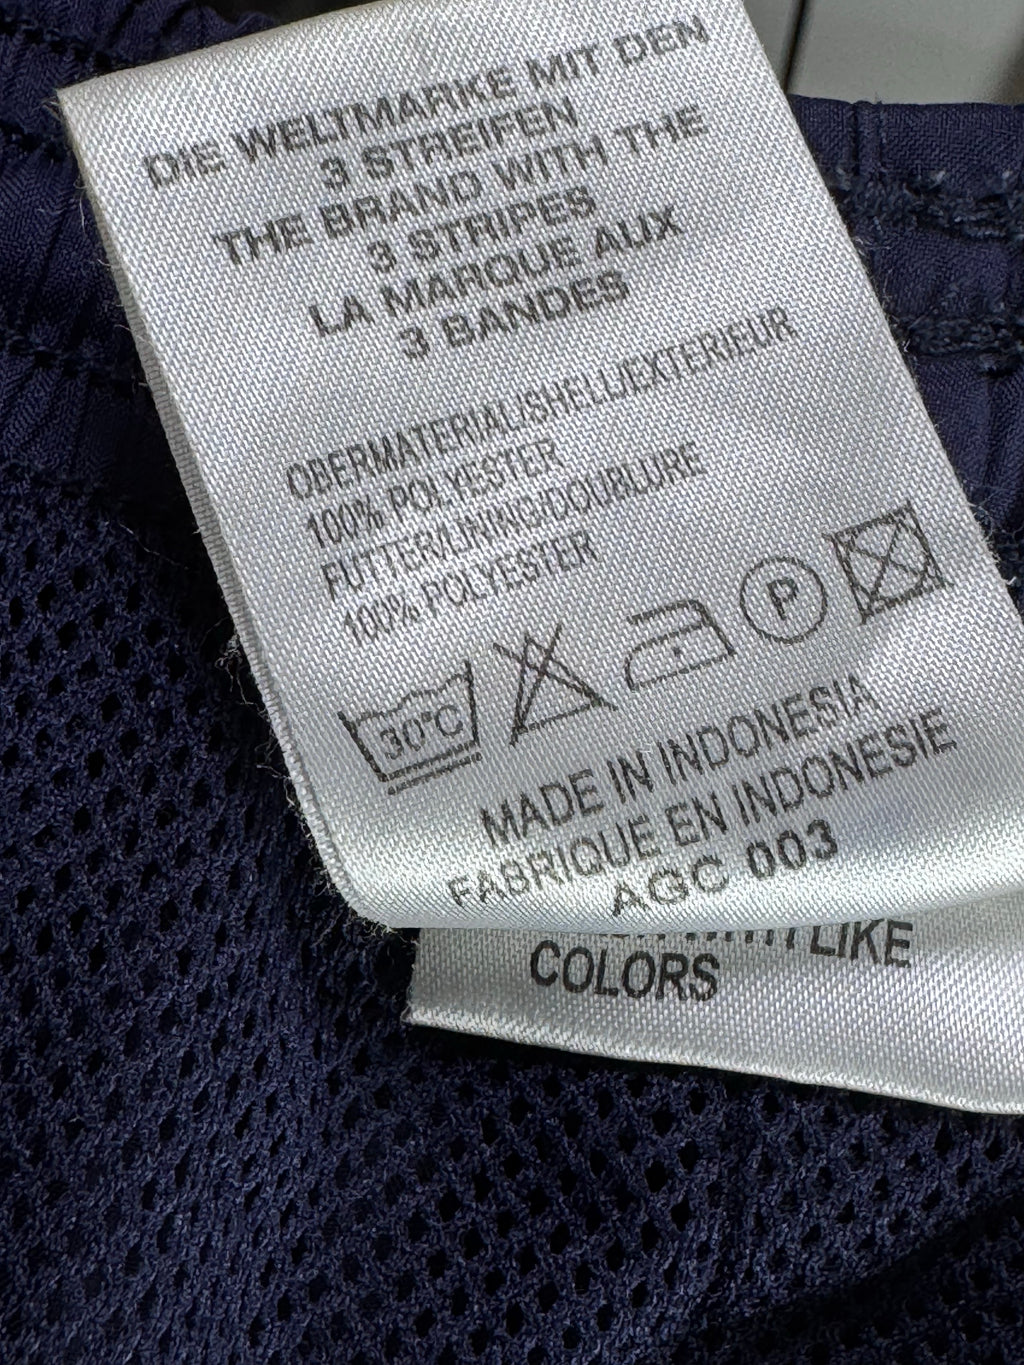 DIE WELTMARKE MIT DEN
3 STREIFEN
THE BRAND WITH THE
3 STRIPES
LA MARQUE AUX
3 BANDES
OBERMATERIAL/SHELL/EXTERIEUR
100% POLYESTER
FUTTER/LINING/DOUBLURE
100% POLYESTER
30°C
P
MADE IN INDONESIA
FABRIQUE EN INDONESIE
AGC 003
LIKE
COLORS